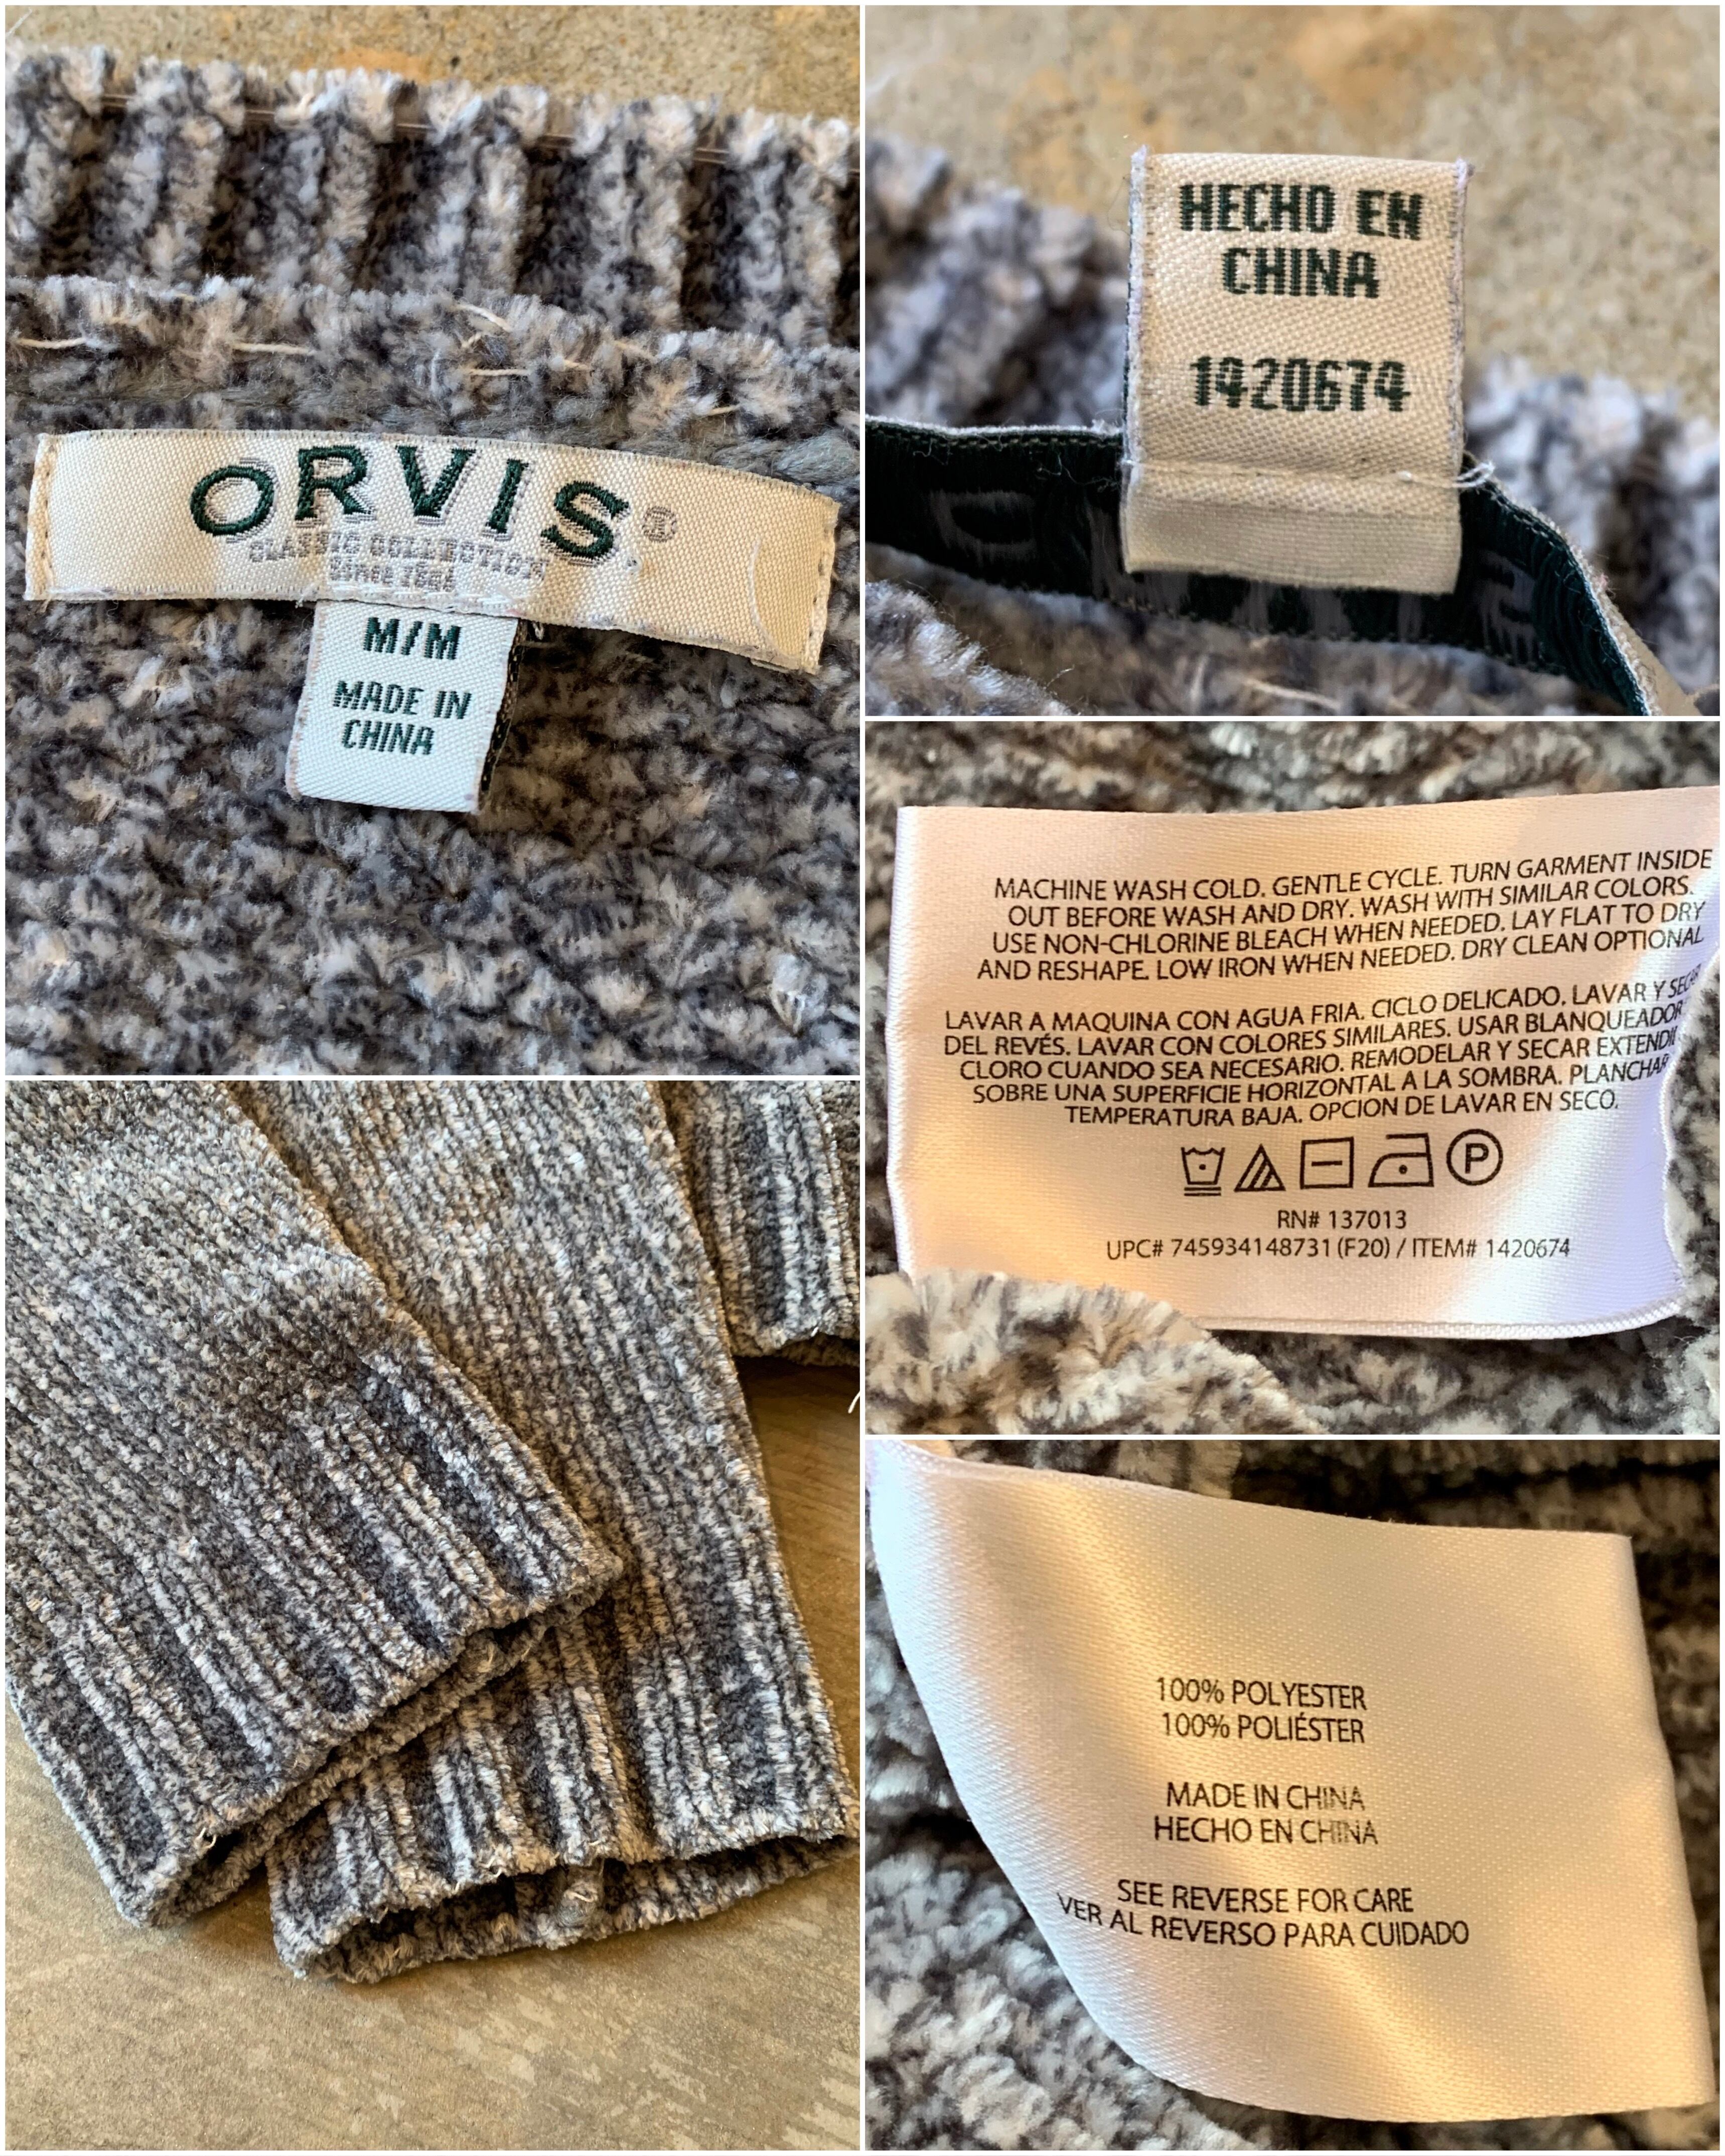 ORVIS®
CLASSIC COLLECTION
Since 1856
M/M
MADE IN
CHINA
HECHO EN
CHINA
1420674
MACHINE WASH COLD. GENTLE CYCLE. TURN GARMENT INSIDE
OUT BEFORE WASH AND DRY. WASH WITH SIMILAR COLORS.
USE NON-CHLORINE BLEACH WHEN NEEDED. LAY FLAT TO DRY
AND RESHAPE. LOW IRON WHEN NEEDED. DRY CLEAN OPTIONAL
LAVAR A MAQUINA CON AGUA FRIA. CICLO DELICADO. LAVAR Y SECAR
DEL REVÉS. LAVAR CON COLORES SIMILARES. USAR BLANQUEADOR
CLORO CUANDO SEA NECESARIO. REMODELAR Y SECAR EXTENDI
SOBRE UNA SUPERFICIE HORIZONTAL A LA SOMBRA. PLANCHAR
TEMPERATURA BAJA. OPCION DE LAVAR EN SECO.
P
RN# 137013
UPC# 745934148731 (F20) / ITEM# 1420674
100% POLYESTER
100% POLIÉSTER
MADE IN CHINA
HECHO EN CHINA
SEE REVERSE FOR CARE
VER AL REVERSO PARA CUIDADO